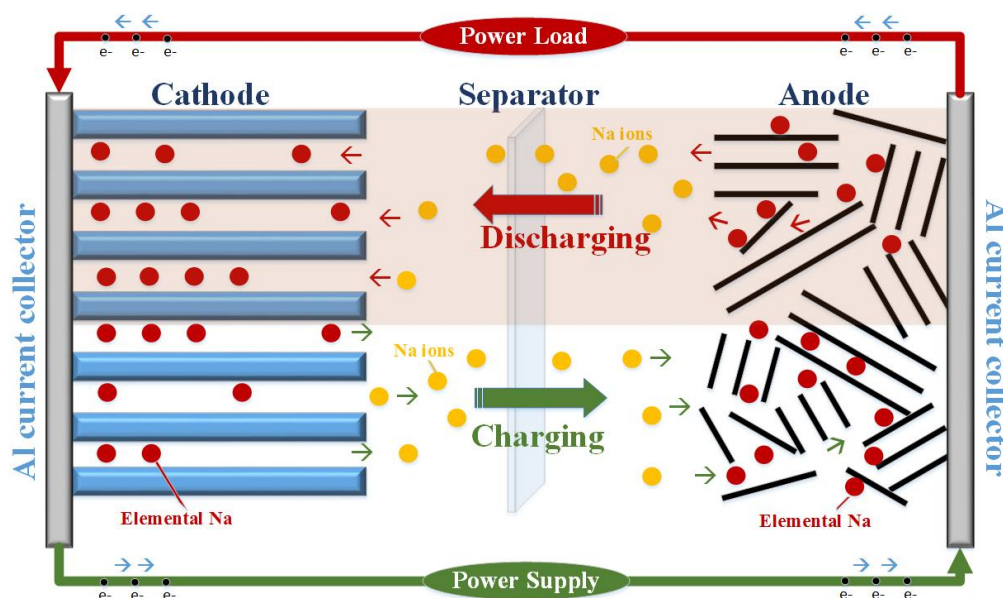 Power Load
e- e- e-
e- e- e-
Cathode
Separator
Anode
Na ions
Discharging
Al current collector
Al current collector
Na ions
Charging
Elemental Na
Elemental Na
Power Supply
e- e- e-
e- e- e-